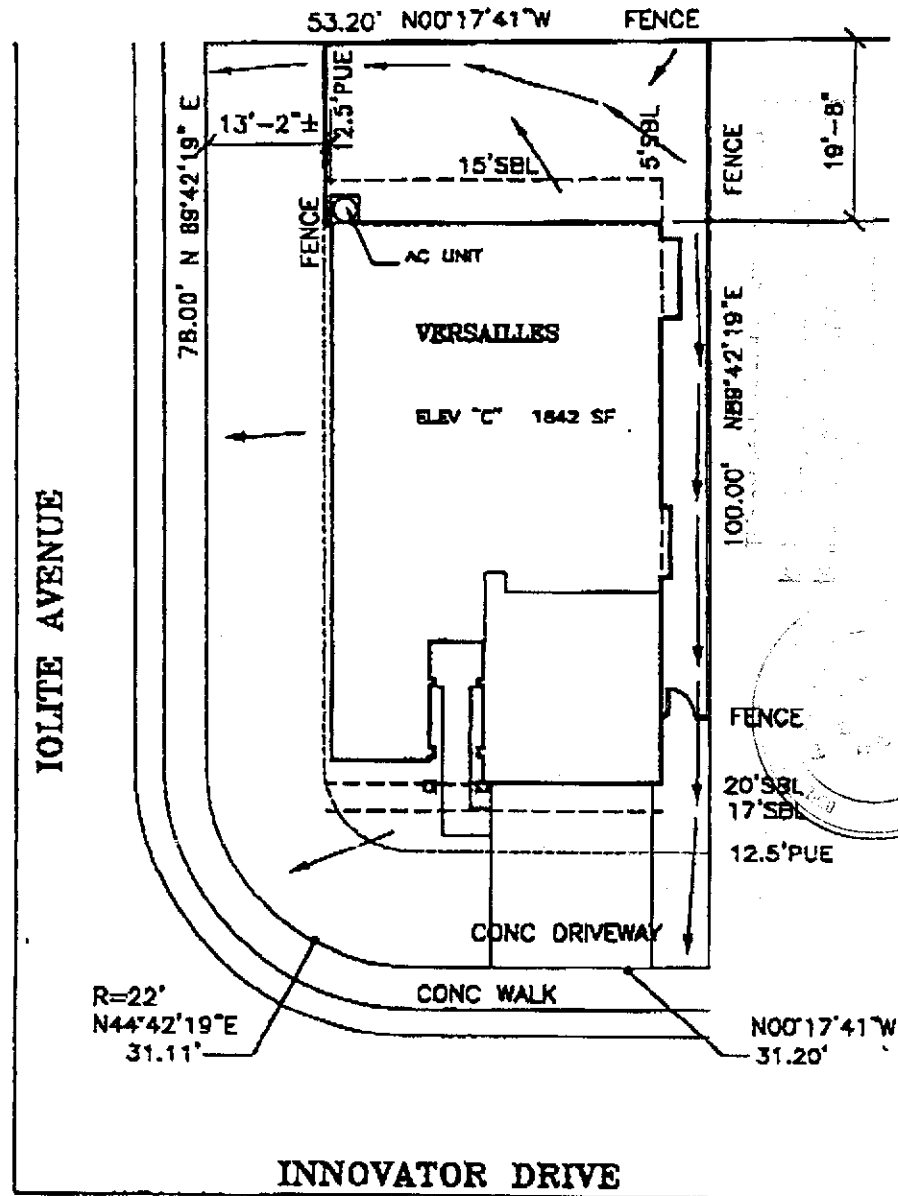 53.20' N00°17'41"W FENCE
12.5'PUE
13'-2"±
78.00' N 89°42'19" E
15'SBL
5'SBL
FENCE
19'-8"
FENCE
AC UNIT
VERSAILLES
ELEV "C" 1642 SF
100.00' N89°42'19"E
IOLITE AVENUE
FENCE
20'SBL
17'SBL
12.5'PUE
CONC DRIVEWAY
CONC WALK
R=22'
N44°42'19"E
31.11'
N00°17'41"W
31.20'
INNOVATOR DRIVE